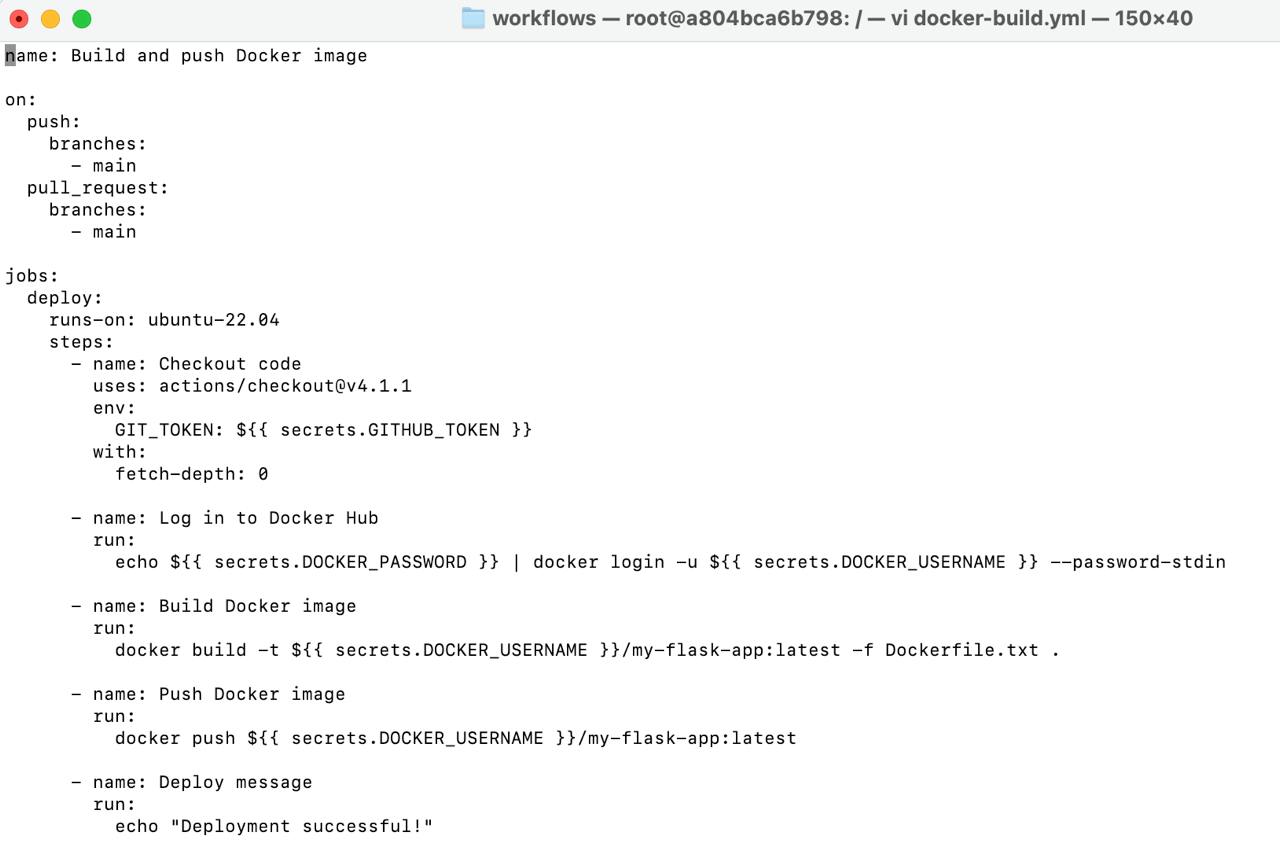 workflows — root@a804bca6b798: / — vi docker-build.yml — 150×40
name: Build and push Docker image

on:
  push:
    branches:
      - main
  pull_request:
    branches:
      - main

jobs:
  deploy:
    runs-on: ubuntu-22.04
    steps:
      - name: Checkout code
        uses: actions/checkout@v4.1.1
        env:
          GIT_TOKEN: ${{ secrets.GITHUB_TOKEN }}
        with:
          fetch-depth: 0

      - name: Log in to Docker Hub
        run:
          echo ${{ secrets.DOCKER_PASSWORD }} | docker login -u ${{ secrets.DOCKER_USERNAME }} --password-stdin

      - name: Build Docker image
        run:
          docker build -t ${{ secrets.DOCKER_USERNAME }}/my-flask-app:latest -f Dockerfile.txt .

      - name: Push Docker image
        run:
          docker push ${{ secrets.DOCKER_USERNAME }}/my-flask-app:latest

      - name: Deploy message
        run:
          echo "Deployment successful!"